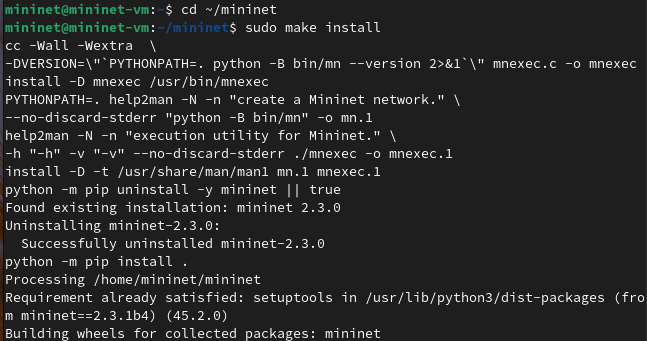 mininet@mininet-vm:~$ cd ~/mininet
mininet@mininet-vm:~/mininet$ sudo make install
cc -Wall -Wextra  \
-DVERSION=\"`PYTHONPATH=. python -B bin/mn --version 2>&1`\" mnexec.c -o mnexec
install -D mnexec /usr/bin/mnexec
PYTHONPATH=. help2man -N -n "create a Mininet network." \
--no-discard-stderr "python -B bin/mn" -o mn.1
help2man -N -n "execution utility for Mininet." \
-h "-h" -v "-v" --no-discard-stderr ./mnexec -o mnexec.1
install -D -t /usr/share/man/man1 mn.1 mnexec.1
python -m pip uninstall -y mininet || true
Found existing installation: mininet 2.3.0
Uninstalling mininet-2.3.0:
  Successfully uninstalled mininet-2.3.0
python -m pip install .
Processing /home/mininet/mininet
Requirement already satisfied: setuptools in /usr/lib/python3/dist-packages (fro
m mininet==2.3.1b4) (45.2.0)
Building wheels for collected packages: mininet